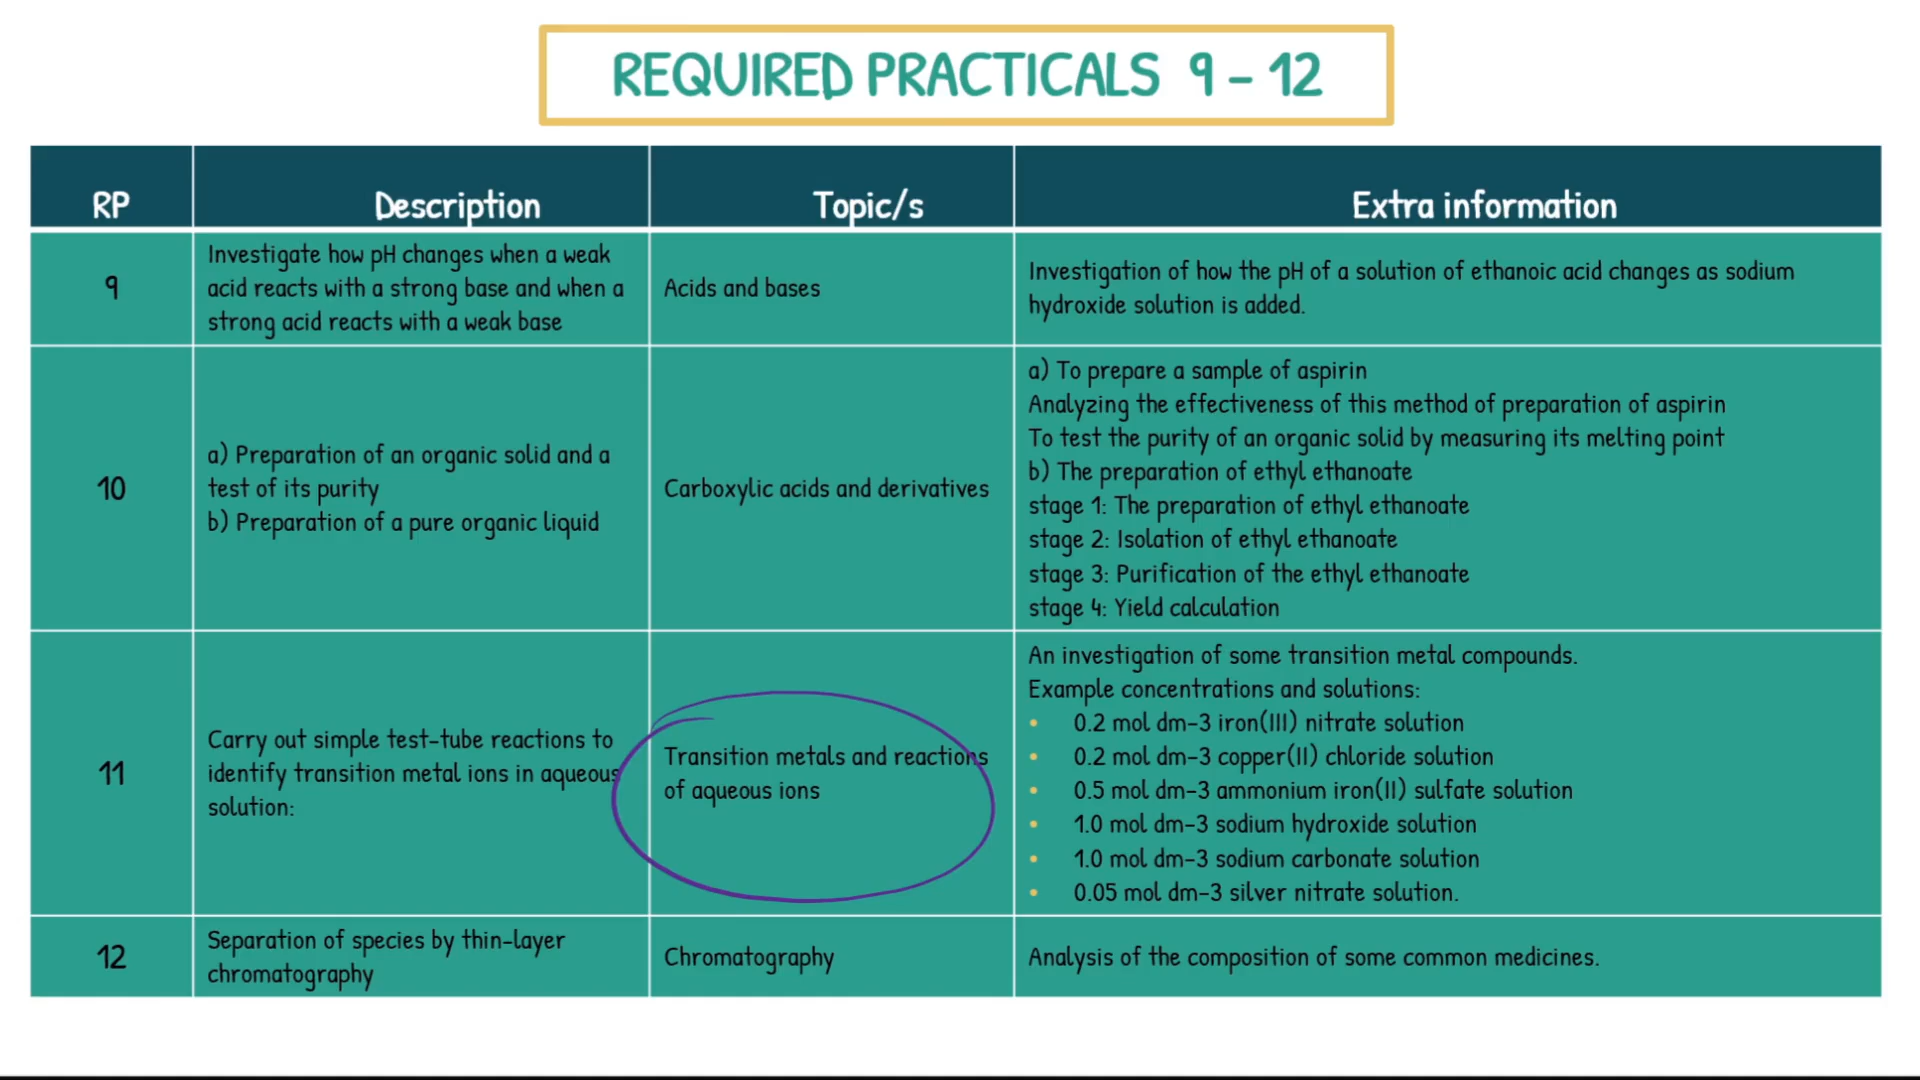 REQUIRED PRACTICALS 9 – 12
RP
Description
Topic/s
Extra information
9
Investigate how pH changes when a weak
acid reacts with a strong base and when a
strong acid reacts with a weak base
Acids and bases
Investigation of how the pH of a solution of ethanoic acid changes as sodium
hydroxide solution is added.
10
a) Preparation of an organic solid and a
test of its purity
b) Preparation of a pure organic liquid
Carboxylic acids and derivatives
a) To prepare a sample of aspirin
Analyzing the effectiveness of this method of preparation of aspirin
To test the purity of an organic solid by measuring its melting point
b) The preparation of ethyl ethanoate
stage 1: The preparation of ethyl ethanoate
stage 2: Isolation of ethyl ethanoate
stage 3: Purification of the ethyl ethanoate
stage 4: Yield calculation
11
Carry out simple test-tube reactions to
identify transition metal ions in aqueous
solution:
Transition metals and reactions
of aqueous ions
An investigation of some transition metal compounds.
Example concentrations and solutions:
• 0.2 mol dm-3 iron(III) nitrate solution
• 0.2 mol dm-3 copper(II) chloride solution
• 0.5 mol dm-3 ammonium iron(II) sulfate solution
• 1.0 mol dm-3 sodium hydroxide solution
• 1.0 mol dm-3 sodium carbonate solution
• 0.05 mol dm-3 silver nitrate solution.
12
Separation of species by thin-layer
chromatography
Chromatography
Analysis of the composition of some common medicines.